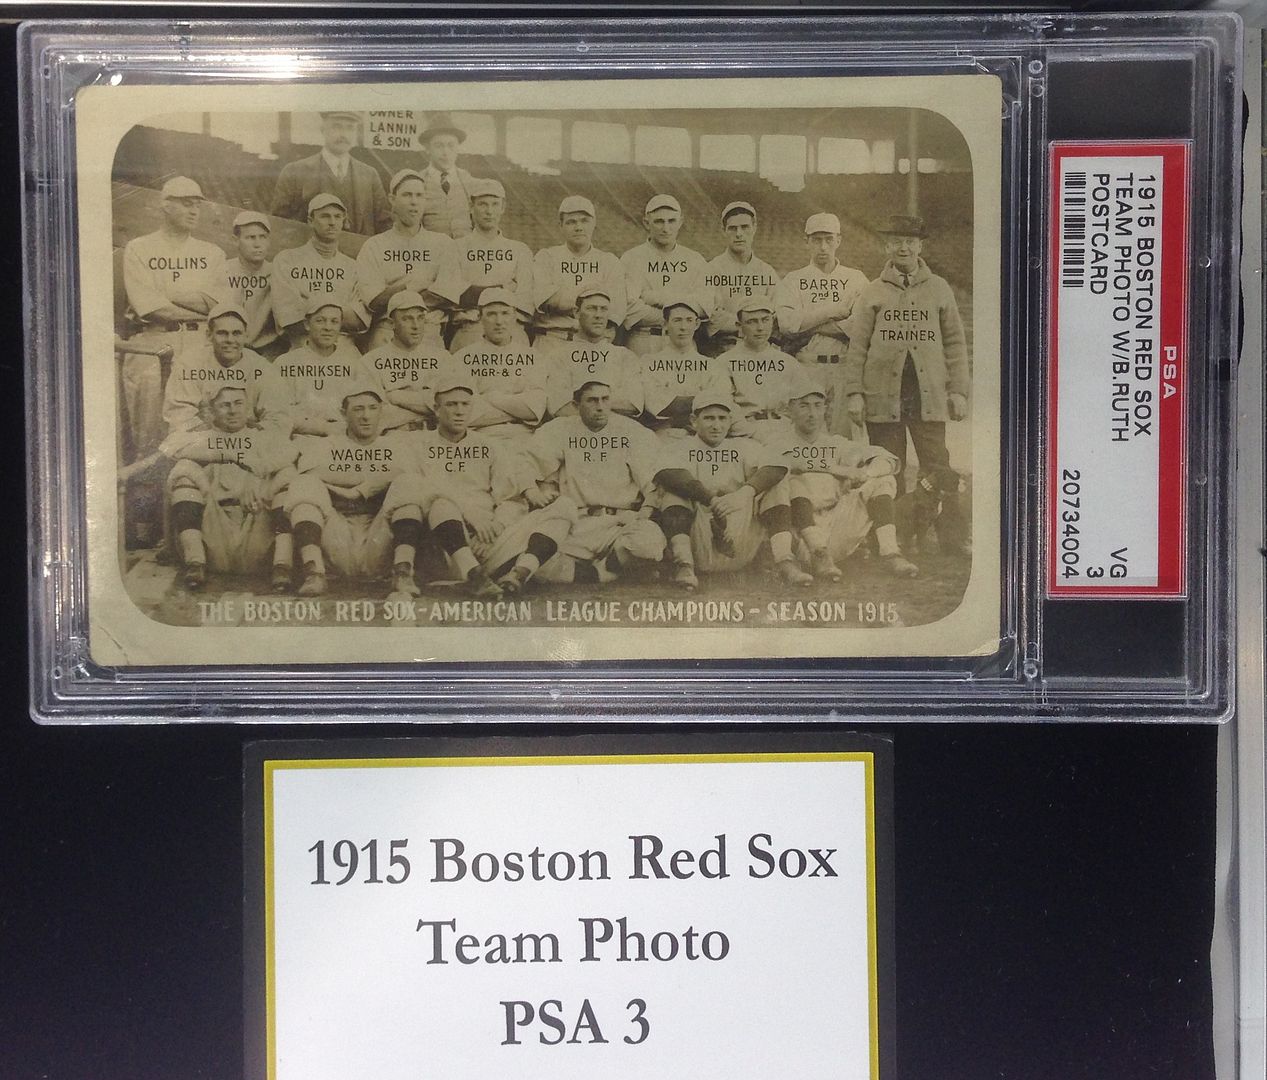 OWNER
LANNIN
& SON
COLLINS
P
WOOD
P
GAINOR
1ST B
SHORE
P
GREGG
P
RUTH
P
MAYS
P
HOBLITZELL
1ST B
BARRY
2nd B.
GREEN
TRAINER
LEONARD, P
HENRIKSEN
U
GARDNER
3rd B
CARRIGAN
MGR-& C
CADY
C
JANVRIN
U
THOMAS
C
LEWIS
L.F
WAGNER
CAP & S.S.
SPEAKER
C.F.
HOOPER
R.F
FOSTER
P
SCOTT
S.S.
THE BOSTON RED SOX-AMERICAN LEAGUE CHAMPIONS - SEASON 1915
PSA
1915 BOSTON RED SOX
TEAM PHOTO W/B.RUTH VG
POSTCARD 3
20734004
1915 Boston Red Sox
Team Photo
PSA 3